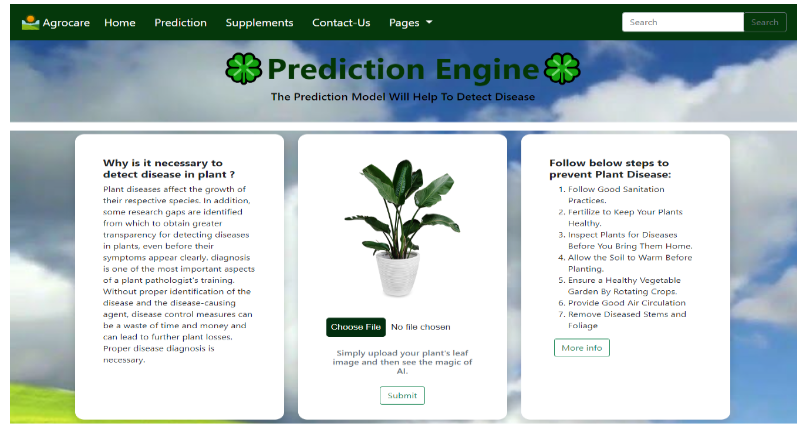 Agrocare Home Prediction Supplements Contact-Us Pages Search Search
Prediction Engine
The Prediction Model Will Help To Detect Disease
Why is it necessary to
detect disease in plant ?
Plant diseases affect the growth of
their respective species. In addition,
some research gaps are identified
from which to obtain greater
transparency for detecting diseases
in plants, even before their
symptoms appear clearly. diagnosis
is one of the most important aspects
of a plant pathologist's training.
Without proper identification of the
disease and the disease-causing
agent, disease control measures can
be a waste of time and money and
can lead to further plant losses.
Proper disease diagnosis is
necessary.
Choose File No file chosen
Simply upload your plant's leaf
image and then see the magic of
AI.
Submit
Follow below steps to
prevent Plant Disease:
1. Follow Good Sanitation
Practices.
2. Fertilize to Keep Your Plants
Healthy.
3. Inspect Plants for Diseases
Before You Bring Them Home.
4. Allow the Soil to Warm Before
Planting.
5. Ensure a Healthy Vegetable
Garden By Rotating Crops.
6. Provide Good Air Circulation
7. Remove Diseased Stems and
Foliage
More info